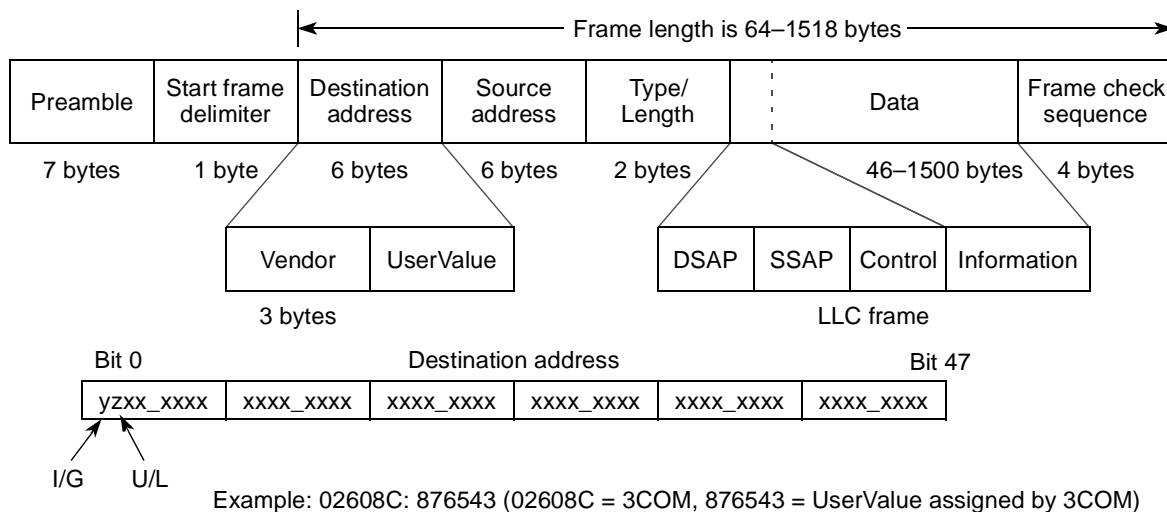 Frame length is 64–1518 bytes
Preamble
Start frame
delimiter
Destination
address
Source
address
Type/
Length
Data
Frame check
sequence
7 bytes
1 byte
6 bytes
6 bytes
2 bytes
46–1500 bytes
4 bytes
Vendor
UserValue
DSAP
SSAP
Control
Information
3 bytes
LLC frame
Bit 0
Destination address
Bit 47
yzxx_xxxx
xxxx_xxxx
xxxx_xxxx
xxxx_xxxx
xxxx_xxxx
xxxx_xxxx
I/G
U/L
Example: 02608C: 876543 (02608C = 3COM, 876543 = UserValue assigned by 3COM)